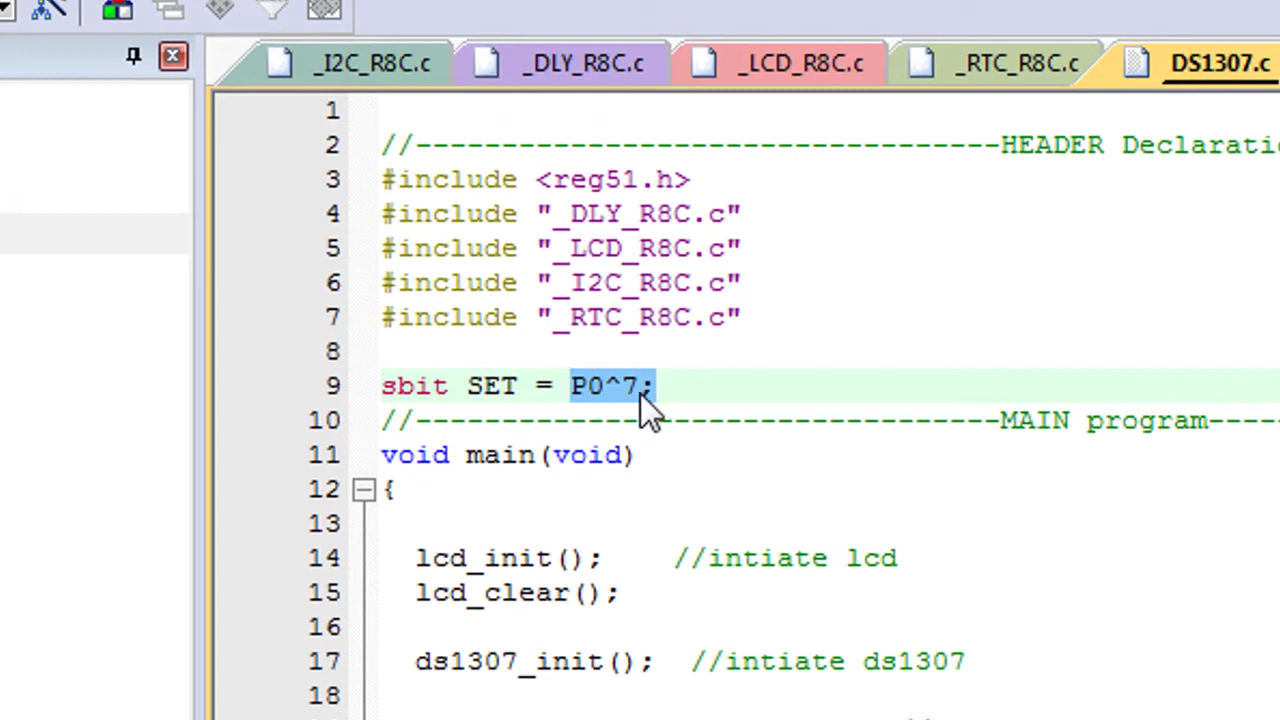 _I2C_R8C.c _DLY_R8C.c _LCD_R8C.c _RTC_R8C.c DS1307.c
1
2 //----------------------------------HEADER Declaratio
3 #include <reg51.h>
4 #include "_DLY_R8C.c"
5 #include "_LCD_R8C.c"
6 #include "_I2C_R8C.c"
7 #include "_RTC_R8C.c"
8
9 sbit SET = P0^7;
10 //----------------------------------MAIN program----
11 void main(void)
12 {
13
14 lcd_init(); //intiate lcd
15 lcd_clear();
16
17 ds1307_init(); //intiate ds1307
18